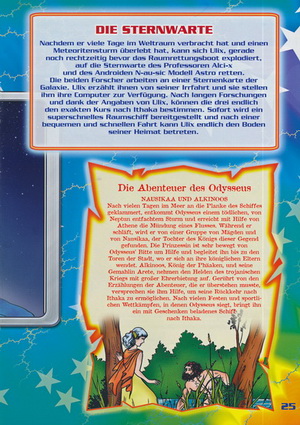 DIE STERNWARTE
Nachdem er viele Tage im Weltraum verbracht hat und einen
Meteoritensturm überlebt hat, kann sich Ulix, gerade
noch rechtzeitig bevor das Raumrettungsboot explodiert,
auf die Sternwarte des Professoren Alci-x
und des Androiden N-au-sic Modell Astro retten.
Die beiden Forscher arbeiten an einer Sternenkarte der
Galaxie. Ulix erzählt ihnen von seiner Irrfahrt und sie stellen
ihm ihre Computer zur Verfügung. Nach langen Forschungen
und dank der Angaben von Ulix, können die drei endlich
den exakten Kurs nach Ithaka bestimmen. Sofort wird ein
superschnelles Raumschiff bereitgestellt und nach einer
bequemen und schnellen Fahrt kann Ulix endlich den Boden
seiner Heimat betreten.
Die Abenteuer des Odysseus
NAUSIKAA UND ALKINOOS
Nach vielen Tagen im Meer an die Planke des Schiffes
geklammert, entkommt Odysseus einem tödlichen, von
Neptun entfachten Sturm und erreicht mit Hilfe von
Athene die Mündung eines Flusses. Während er
schläft, wird er von einer Gruppe von Mägden und
von Nausikaa, der Tochter des Königs dieser Gegend
gefunden. Die Prinzessin ist sehr bewegt von
Odysseus' Bitte um Hilfe und begleitet ihn bis zu den
Toren der Stadt, wo er sich an ihre königlichen Eltern
wendet. Alkinoos, König der Phäaken, und seine
Gemahlin Arete, nehmen den Helden des trojanischen
Kriegs mit großer Ehrerbietung auf. Gerührt von den
Erzählungen der Abenteuer, die er überstehen musste,
versprechen sie ihm Hilfe, um seine Rückkehr nach
Ithaka zu ermöglichen. Nach vielen Festen und sportli-
chen Wettkämpfen, in denen Odysseus siegt, bringt ihn
ein mit Geschenken beladenes Schiff
nach Ithaka.
25